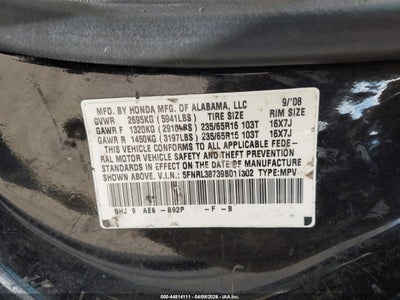 MFD. BY HONDA MFG. OF ALABAMA, LLC 9/'08
GVWR 2695KG (5941LBS) TIRE SIZE RIM SIZE
GAWR F 1320KG (2910LBS) 235/65R16 103T 16X7J
GAWR R 1450KG (3197LBS) 235/65R16 103T 16X7J
THIS VEHICLE CONFORMS TO ALL APPLICABLE FEDE-
RAL MOTOR VEHICLE SAFETY AND THEFT PREVENTION
STANDARDS IN EFFECT ON THE DATE OF
MANUFACTURE SHOWN ABOVE.
V.I.N.: 5FNRL38739B011302 TYPE:MPV
5HJ 9 AE6 - B92P - F - B
000-44814111 - 04/09/2026 - IAAI.COM